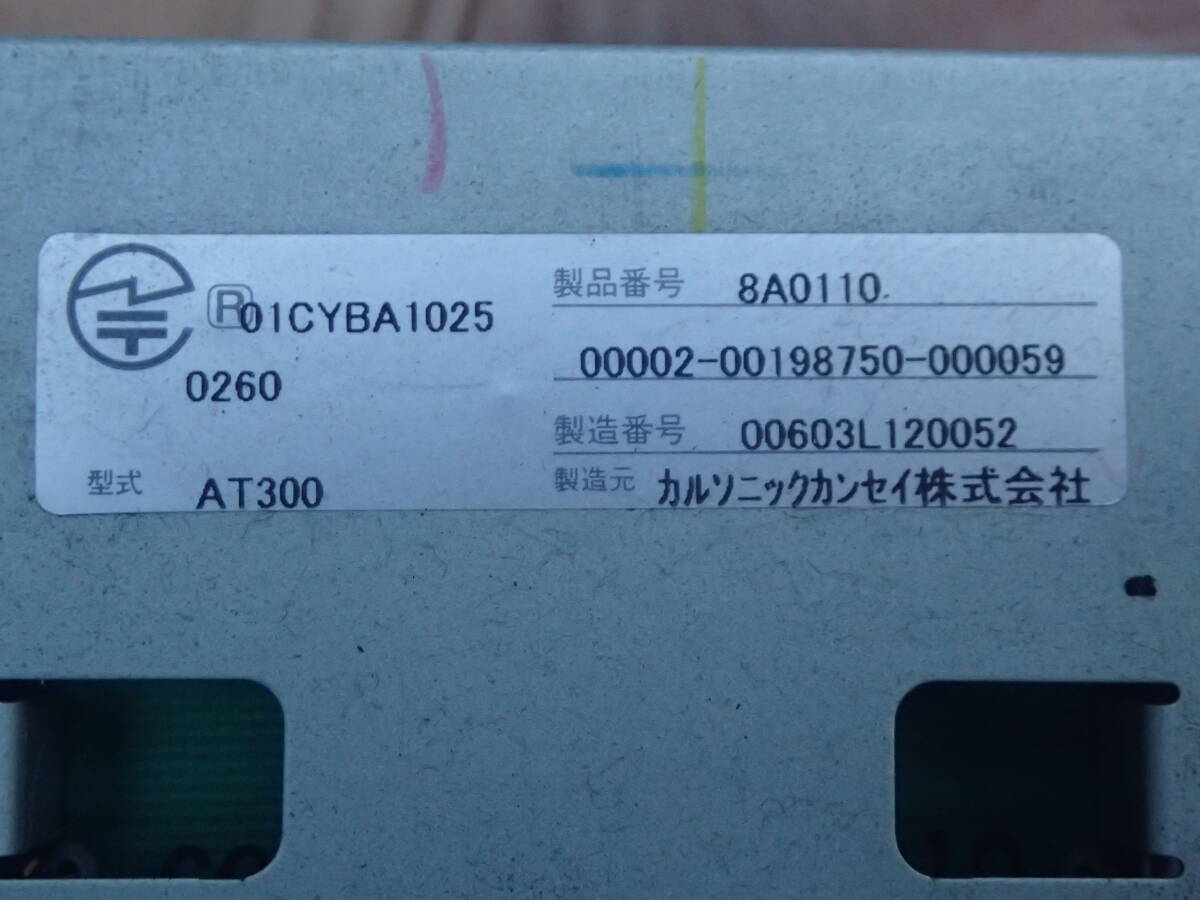 R 01CYBA1025
0260
型式 AT300
製品番号 8A0110
00002-00198750-000059
製造番号 00603L120052
製造元 カルソニックカンセイ株式会社